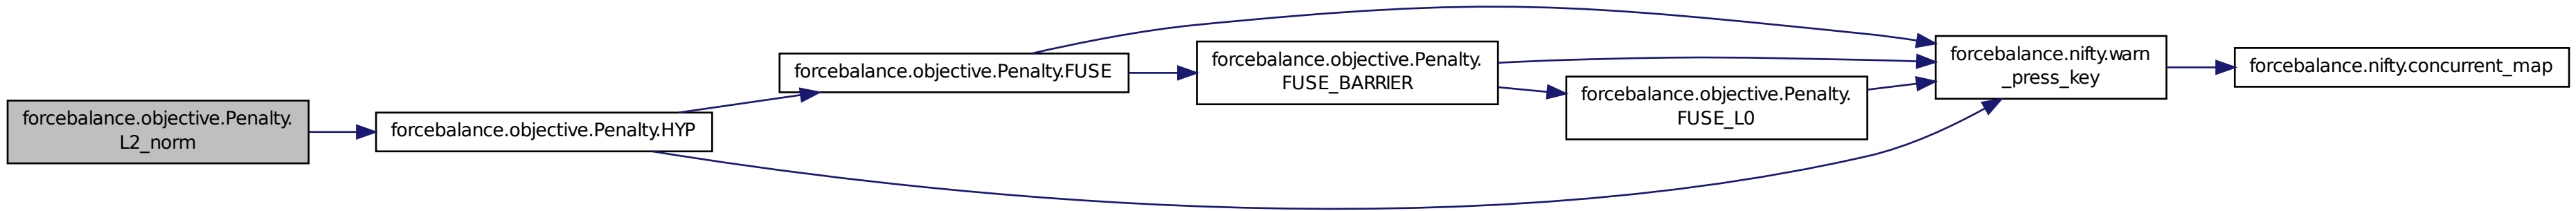 forcebalance.objective.Penalty.
L2_norm
forcebalance.objective.Penalty.HYP
forcebalance.objective.Penalty.FUSE
forcebalance.objective.Penalty.
FUSE_BARRIER
forcebalance.objective.Penalty.
FUSE_L0
forcebalance.nifty.warn
_press_key
forcebalance.nifty.concurrent_map